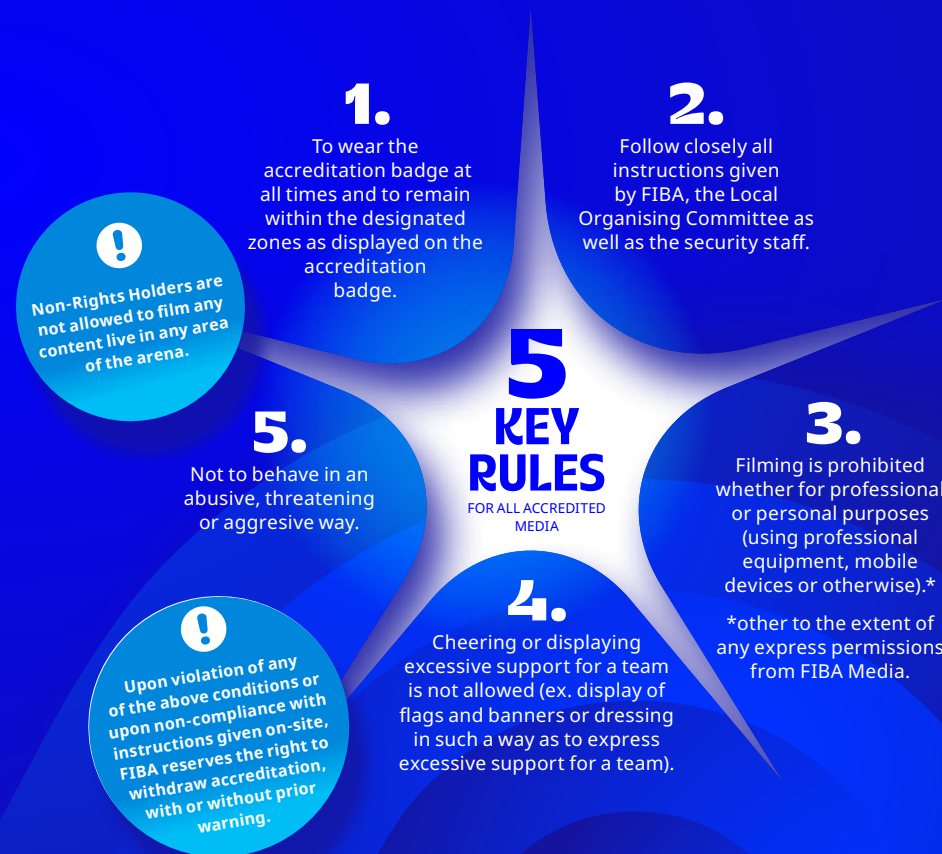 1.
To wear the
accreditation badge at
all times and to remain
within the designated
zones as displayed on the
accreditation
badge.
2.
Follow closely all
instructions given
by FIBA, the Local
Organising Committee as
well as the security staff.
!
Non-Rights Holders are
not allowed to film any
content live in any area
of the arena.
5
KEY
RULES
FOR ALL ACCREDITED
MEDIA
3.
Filming is prohibited
whether for professional
or personal purposes
(using professional
equipment, mobile
devices or otherwise).*
*other to the extent of
any express permissions
from FIBA Media.
5.
Not to behave in an
abusive, threatening
or aggresive way.
4.
Cheering or displaying
excessive support for a team
is not allowed (ex. display of
flags and banners or dressing
in such a way as to express
excessive support for a team).
!
Upon violation of any
of the above conditions or
upon non-compliance with
instructions given on-site,
FIBA reserves the right to
withdraw accreditation,
with or without prior
warning.